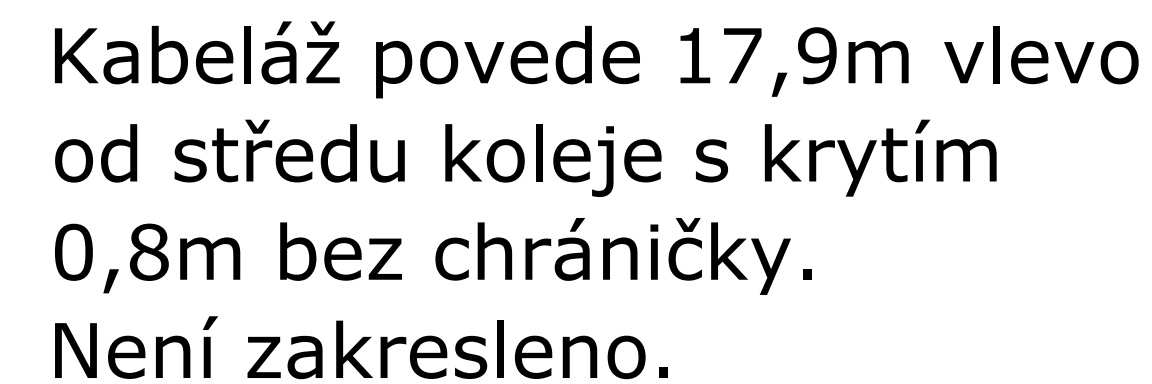 Kabeláž povede 17,9m vlevo
od středu koleje s krytím
0,8m bez chráničky.
Není zakresleno.